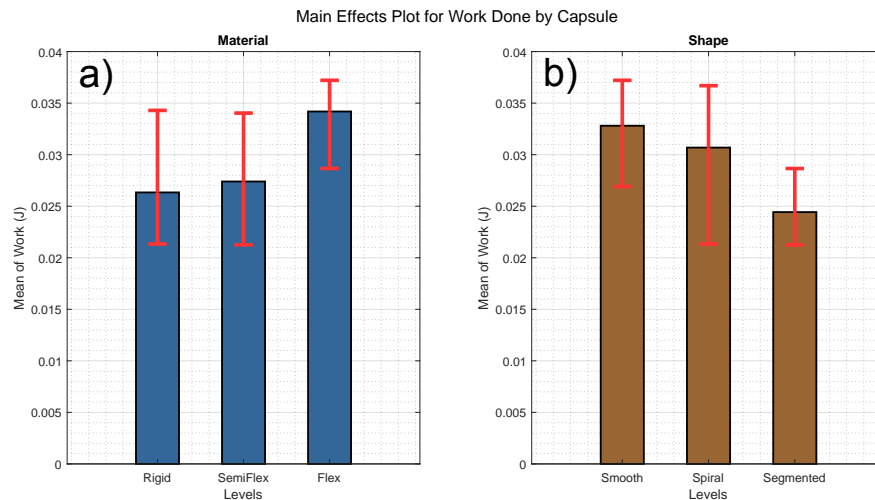 Main Effects Plot for Work Done by Capsule
Material
a)
0.04
0.035
0.03
0.025
0.02
0.015
0.01
0.005
0
Mean of Work (J)
Rigid SemiFlex Flex
Levels
Shape
b)
0.04
0.035
0.03
0.025
0.02
0.015
0.01
0.005
0
Mean of Work (J)
Smooth Spiral Segmented
Levels